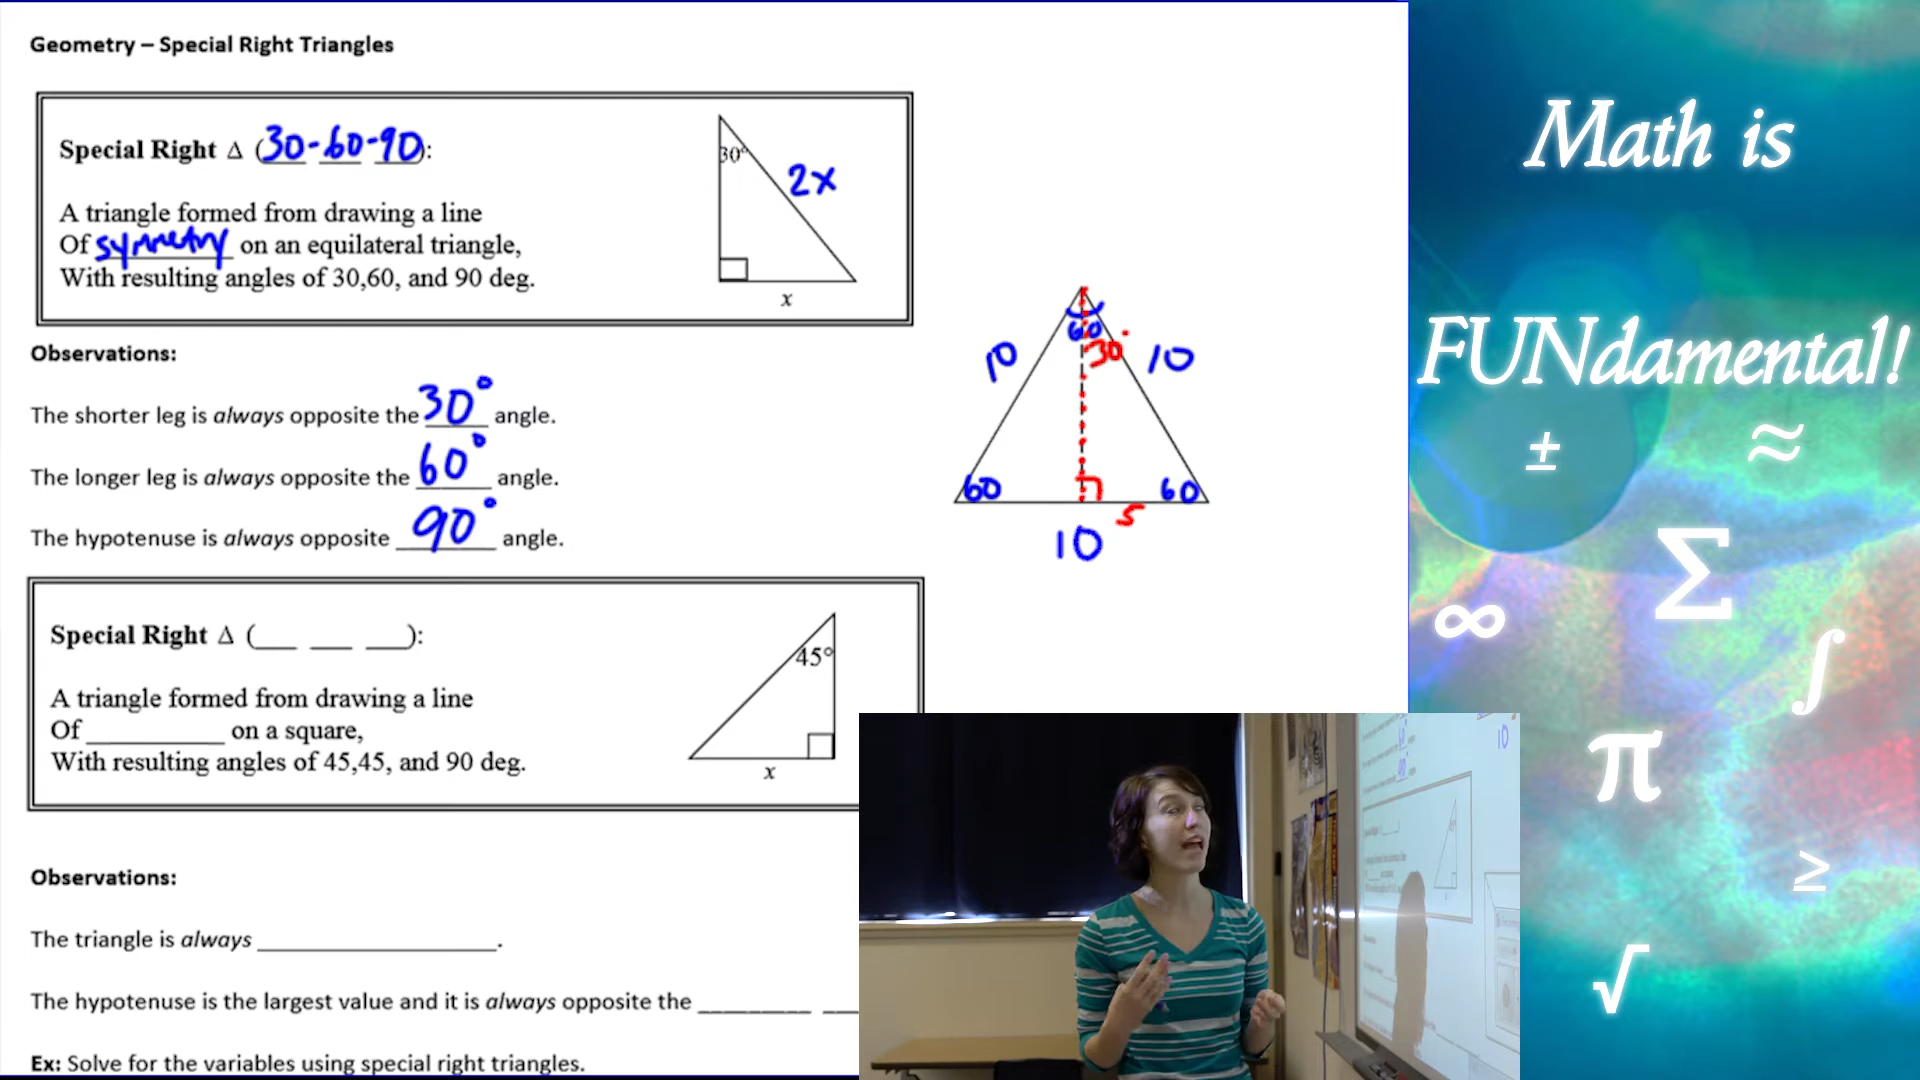 Geometry – Special Right Triangles
Special Right Δ (30-60-90):
A triangle formed from drawing a line
Of symmetry on an equilateral triangle,
With resulting angles of 30,60, and 90 deg.
30°
2x
x
Observations:
The shorter leg is always opposite the 30° angle.
The longer leg is always opposite the 60° angle.
The hypotenuse is always opposite 90° angle.
60
30°
10
10
60
60
5
10
Special Right Δ (___ ___ ___):
A triangle formed from drawing a line
Of __________ on a square,
With resulting angles of 45,45, and 90 deg.
45°
x
Observations:
The triangle is always ____________________.
The hypotenuse is the largest value and it is always opposite the _________ ___
Ex: Solve for the variables using special right triangles.
10
Math is
FUNdamental!
± ≈
Σ
∞
∫
π
≥
√